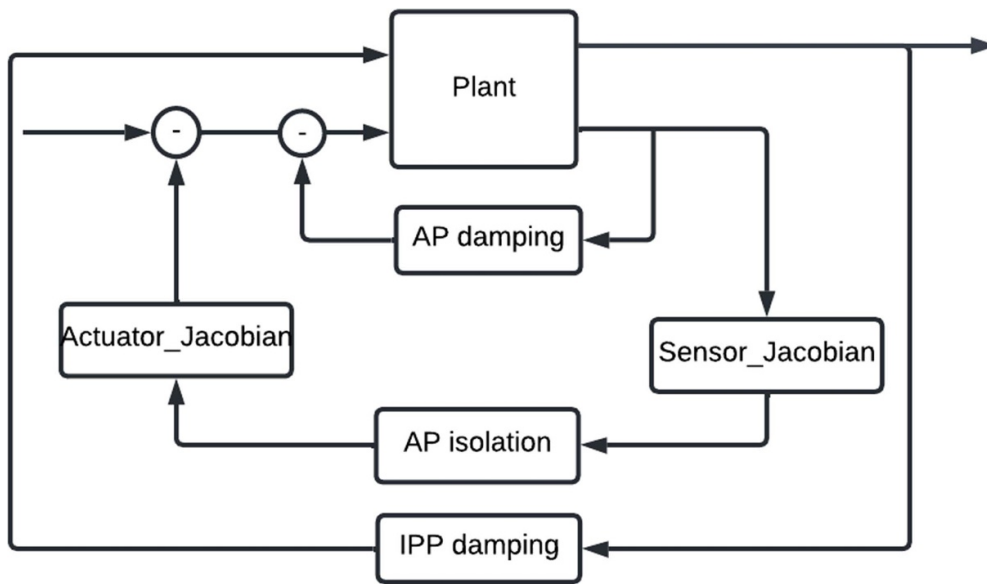 Plant
-
-
AP damping
Actuator_Jacobian
Sensor_Jacobian
AP isolation
IPP damping